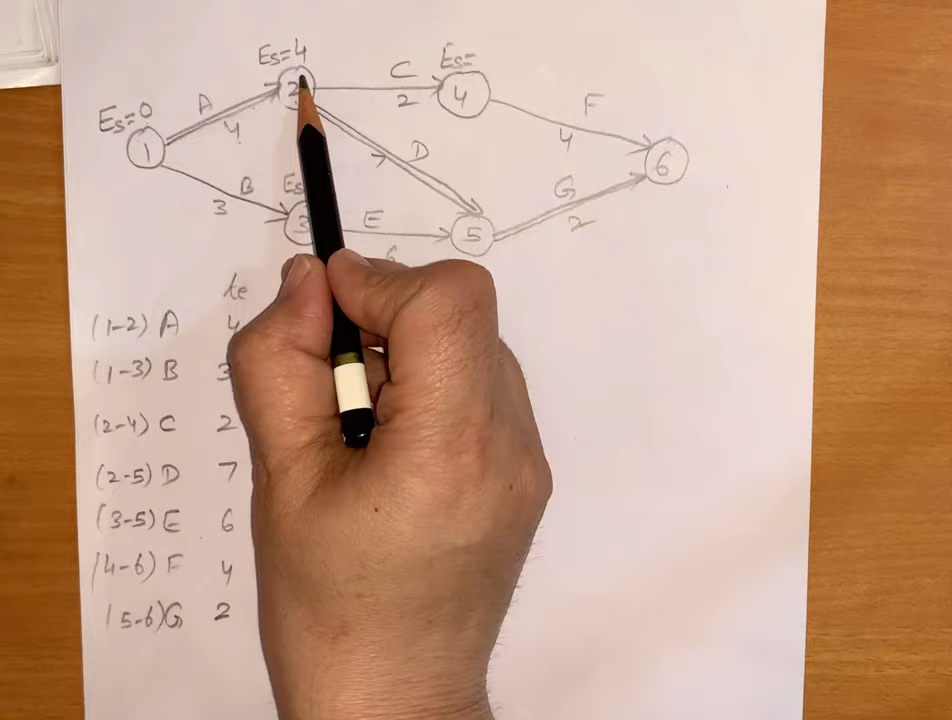 Es=4 Es=
C
2 4 F
A 2
Es=0 4 4
1 D 6
B Es G
3 3 E 5 2
6
te
(1-2) A 4
(1-3) B 3
(2-4) C 2
(2-5) D 7
(3-5) E 6
(4-6) F 4
(5-6) G 2